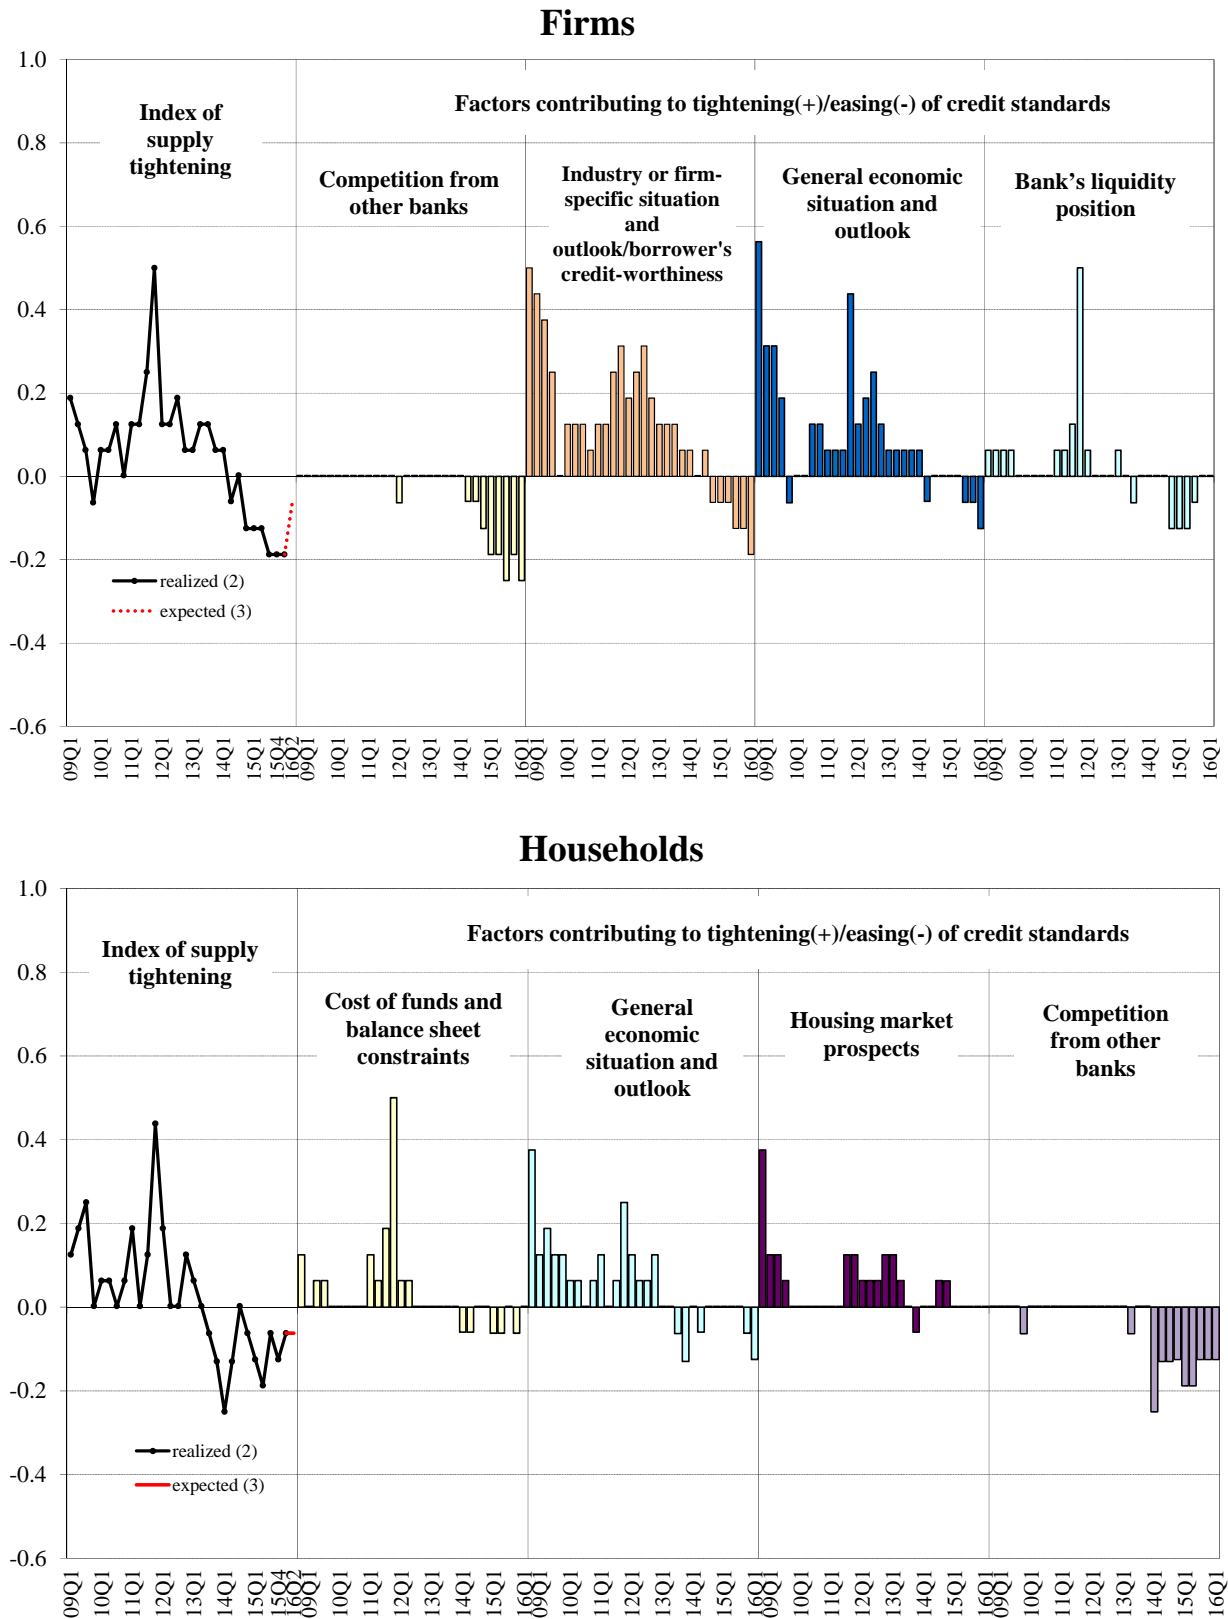 Firms
1.0
0.8
0.6
0.4
0.2
0.0
-0.2
-0.4
-0.6
Index of
supply
tightening
Factors contributing to tightening(+)/easing(-) of credit standards
Competition from
other banks
Industry or firm-
specific situation
and
outlook/borrower's
credit-worthiness
General economic
situation and
outlook
Bank's liquidity
position
realized (2)
expected (3)
09Q1 10Q1 11Q1 12Q1 13Q1 14Q1 15Q1 15Q4 16Q2
09Q1 10Q1 11Q1 12Q1 13Q1 14Q1 15Q1 16Q1
09Q1 10Q1 11Q1 12Q1 13Q1 14Q1 15Q1 16Q1
09Q1 10Q1 11Q1 12Q1 13Q1 14Q1 15Q1 16Q1
09Q1 10Q1 11Q1 12Q1 13Q1 14Q1 15Q1 16Q1
Households
1.0
0.8
0.6
0.4
0.2
0.0
-0.2
-0.4
-0.6
Index of supply
tightening
Factors contributing to tightening(+)/easing(-) of credit standards
Cost of funds and
balance sheet
constraints
General
economic
situation and
outlook
Housing market
prospects
Competition
from other
banks
realized (2)
expected (3)
09Q1 10Q1 11Q1 12Q1 13Q1 14Q1 15Q1 15Q4 16Q2
09Q1 10Q1 11Q1 12Q1 13Q1 14Q1 15Q1 16Q1
09Q1 10Q1 11Q1 12Q1 13Q1 14Q1 15Q1 16Q1
09Q1 10Q1 11Q1 12Q1 13Q1 14Q1 15Q1 16Q1
09Q1 10Q1 11Q1 12Q1 13Q1 14Q1 15Q1 16Q1